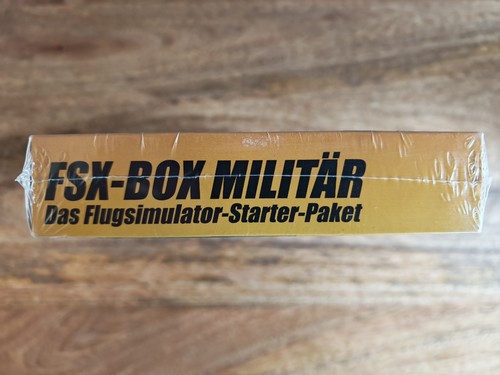 FSX-BOX MILITÄR
Das Flugsimulator-Starter-Paket